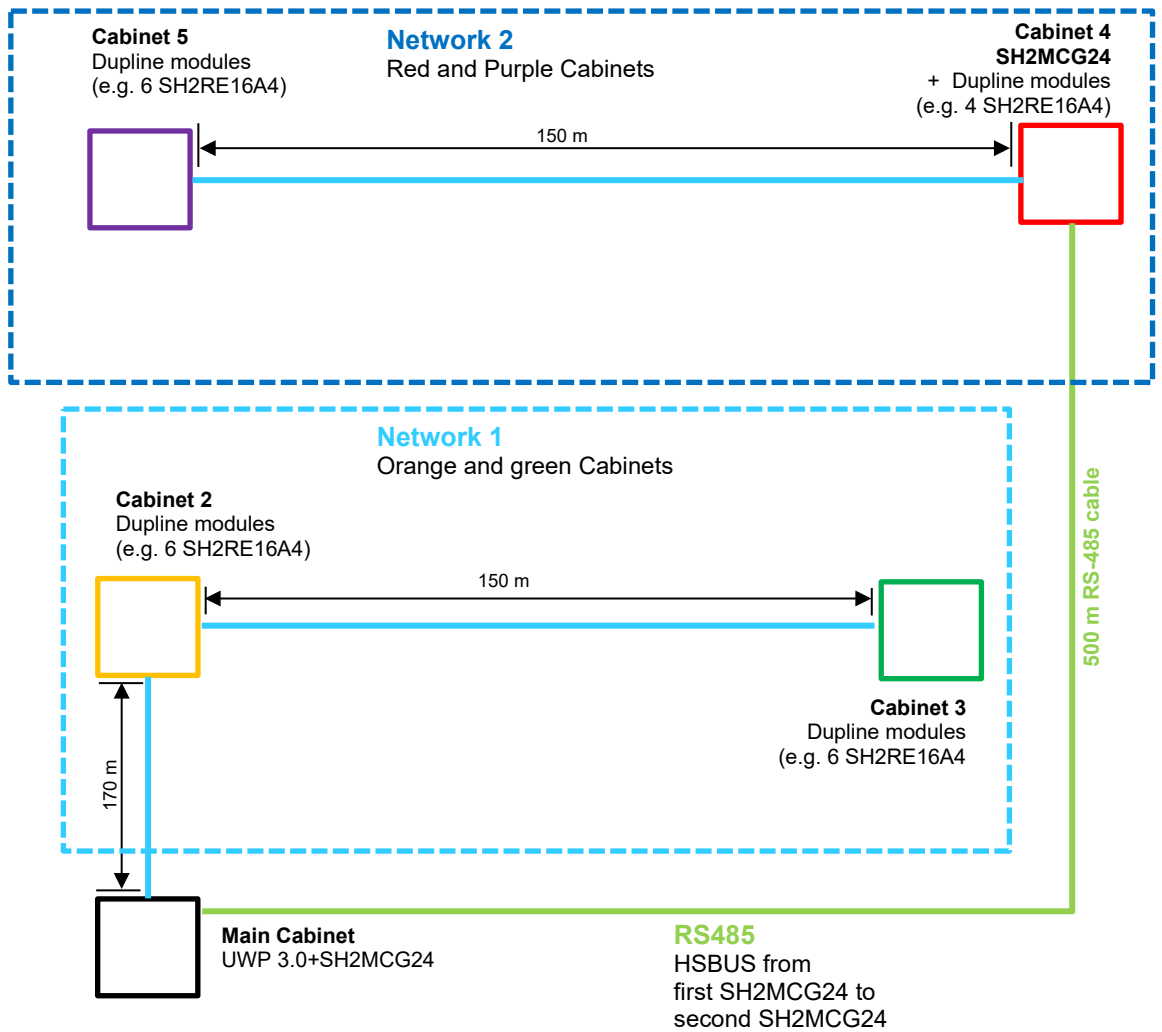 Cabinet 5
Dupline modules
(e.g. 6 SH2RE16A4)
Network 2
Red and Purple Cabinets
Cabinet 4
SH2MCG24
+ Dupline modules
(e.g. 4 SH2RE16A4)
150 m
Network 1
Orange and green Cabinets
Cabinet 2
Dupline modules
(e.g. 6 SH2RE16A4)
150 m
500 m RS-485 cable
Cabinet 3
Dupline modules
(e.g. 6 SH2RE16A4
170 m
Main Cabinet
UWP 3.0+SH2MCG24
RS485
HSBUS from
first SH2MCG24 to
second SH2MCG24